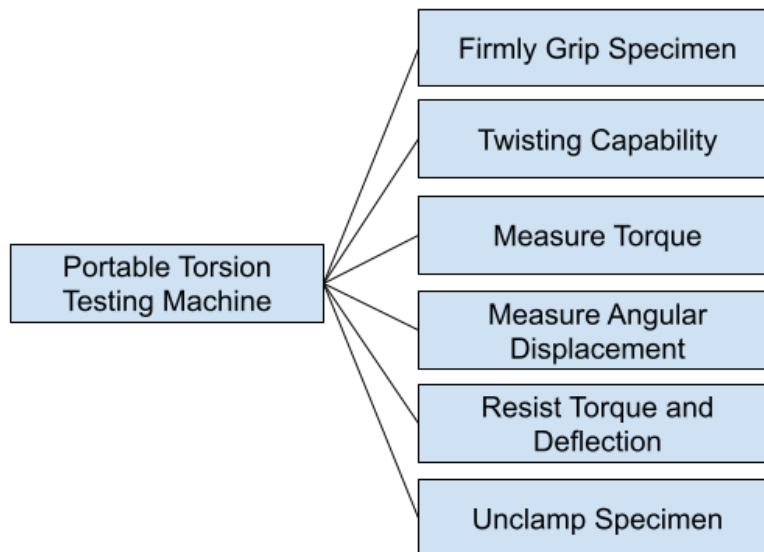 Firmly Grip Specimen
Twisting Capability
Measure Torque
Portable Torsion
Testing Machine
Measure Angular
Displacement
Resist Torque and
Deflection
Unclamp Specimen